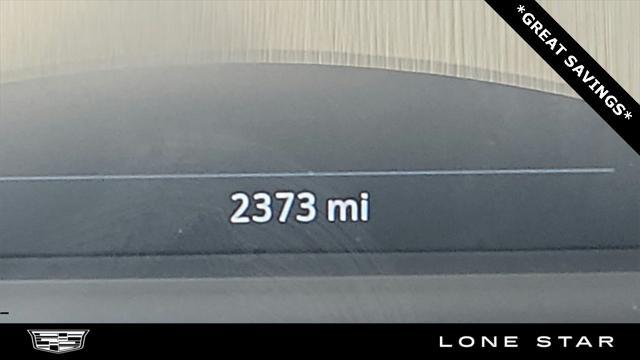 *GREAT SAVINGS*
2373 mi
LONE STAR